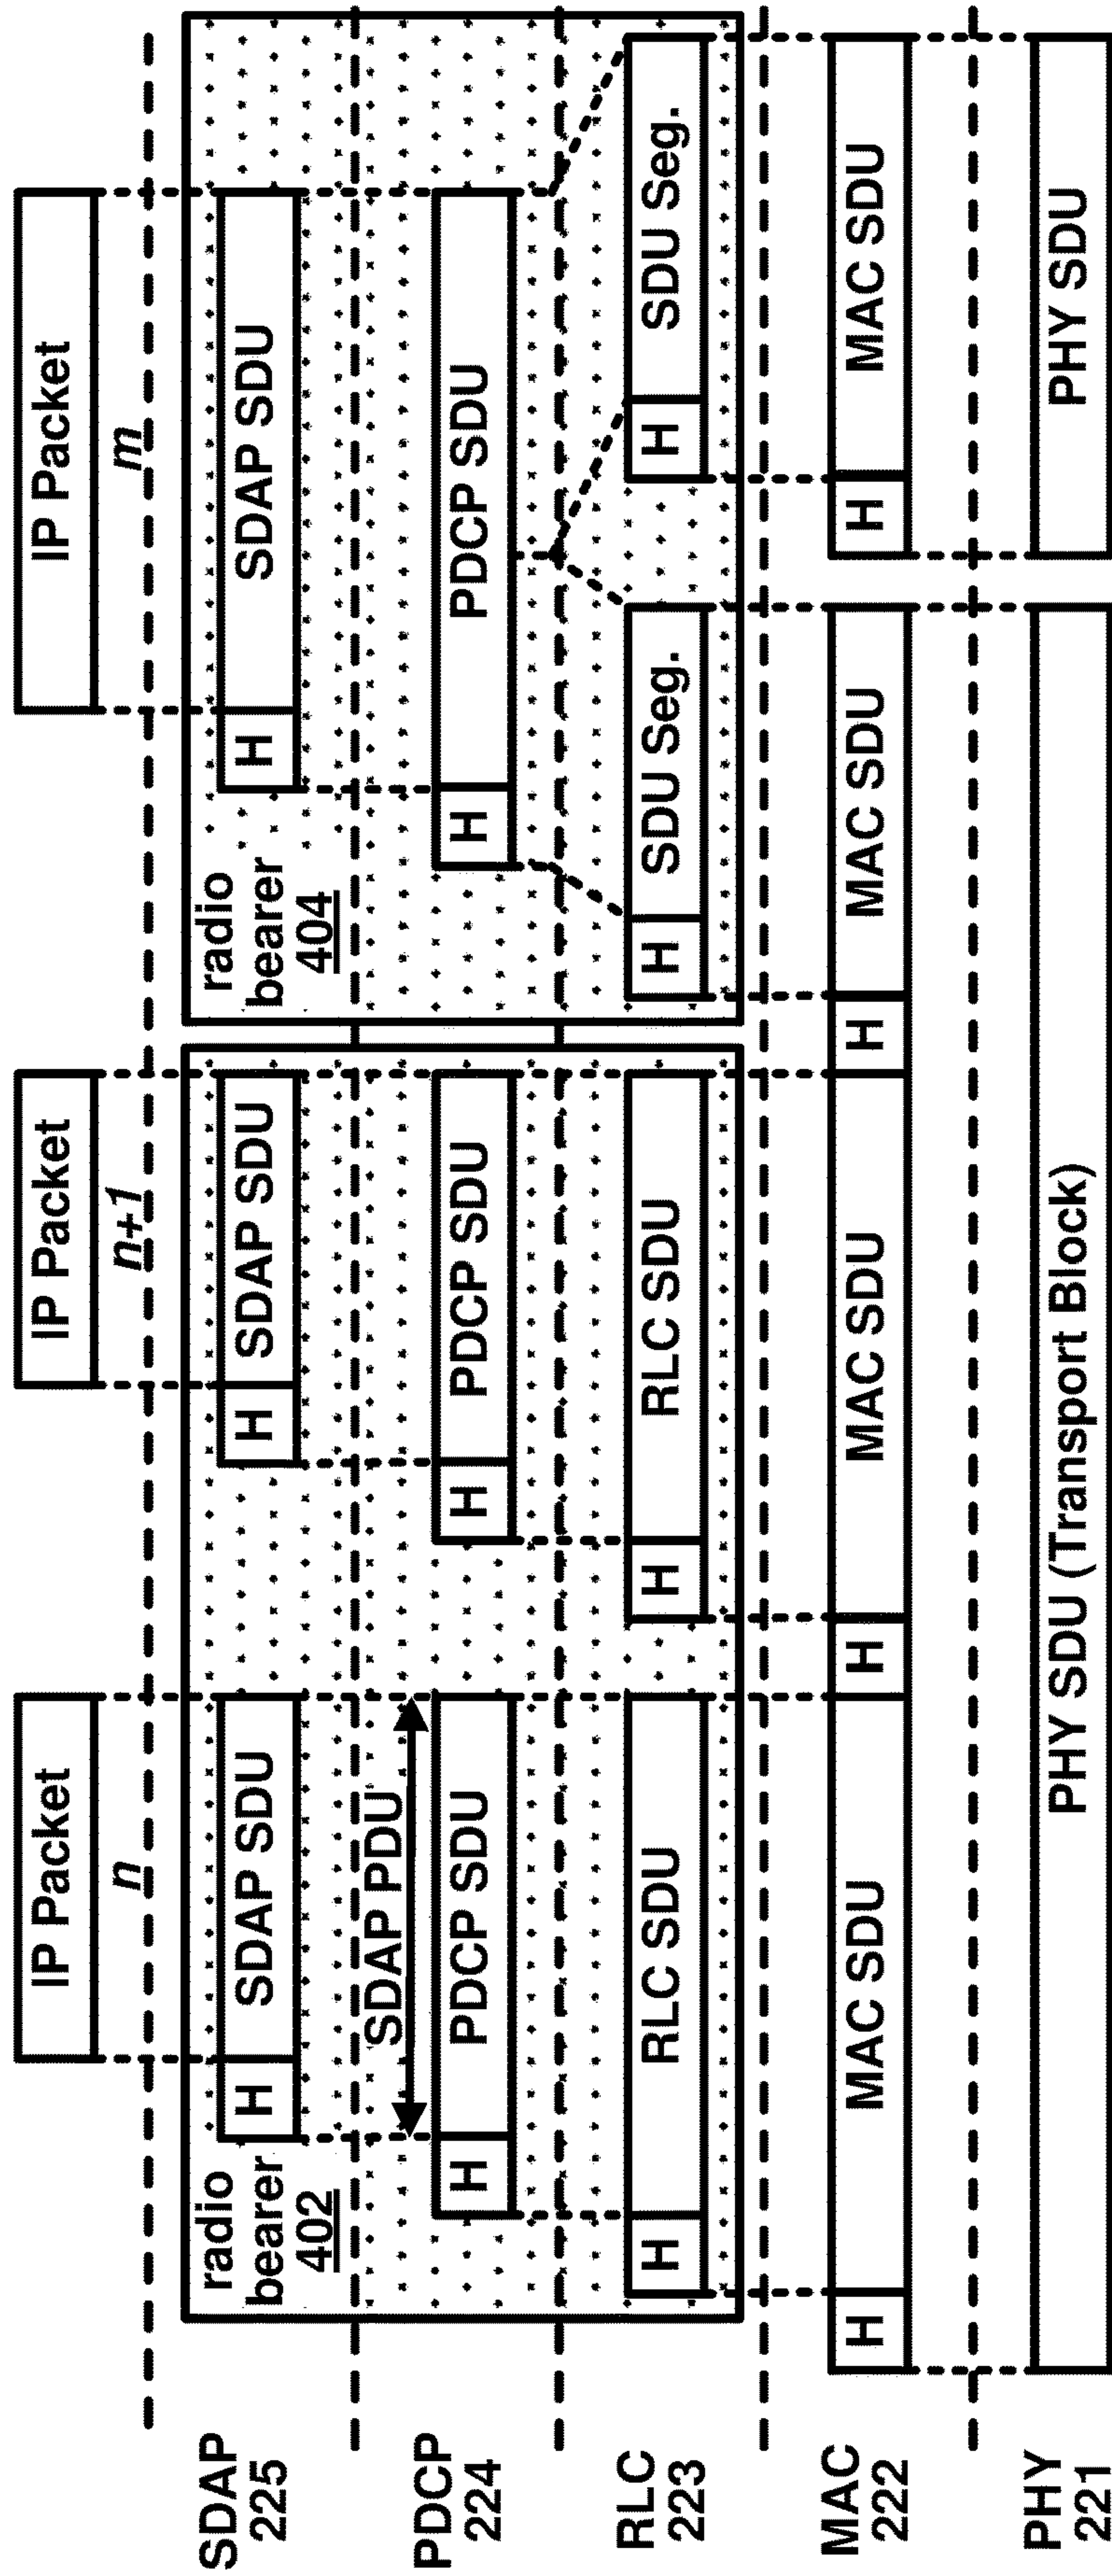 IP Packet IP Packet IP Packet
n n+1 m
SDAP
225
radio
bearer
402
H SDAP SDU H SDAP SDU
radio
bearer
404
H SDAP SDU
SDAP PDU
PDCP
224
H PDCP SDU H PDCP SDU H PDCP SDU
RLC
223
H RLC SDU H RLC SDU H SDU Seg. H SDU Seg.
MAC
222
H MAC SDU H MAC SDU H MAC SDU H MAC SDU
PHY
221
PHY SDU (Transport Block) PHY SDU